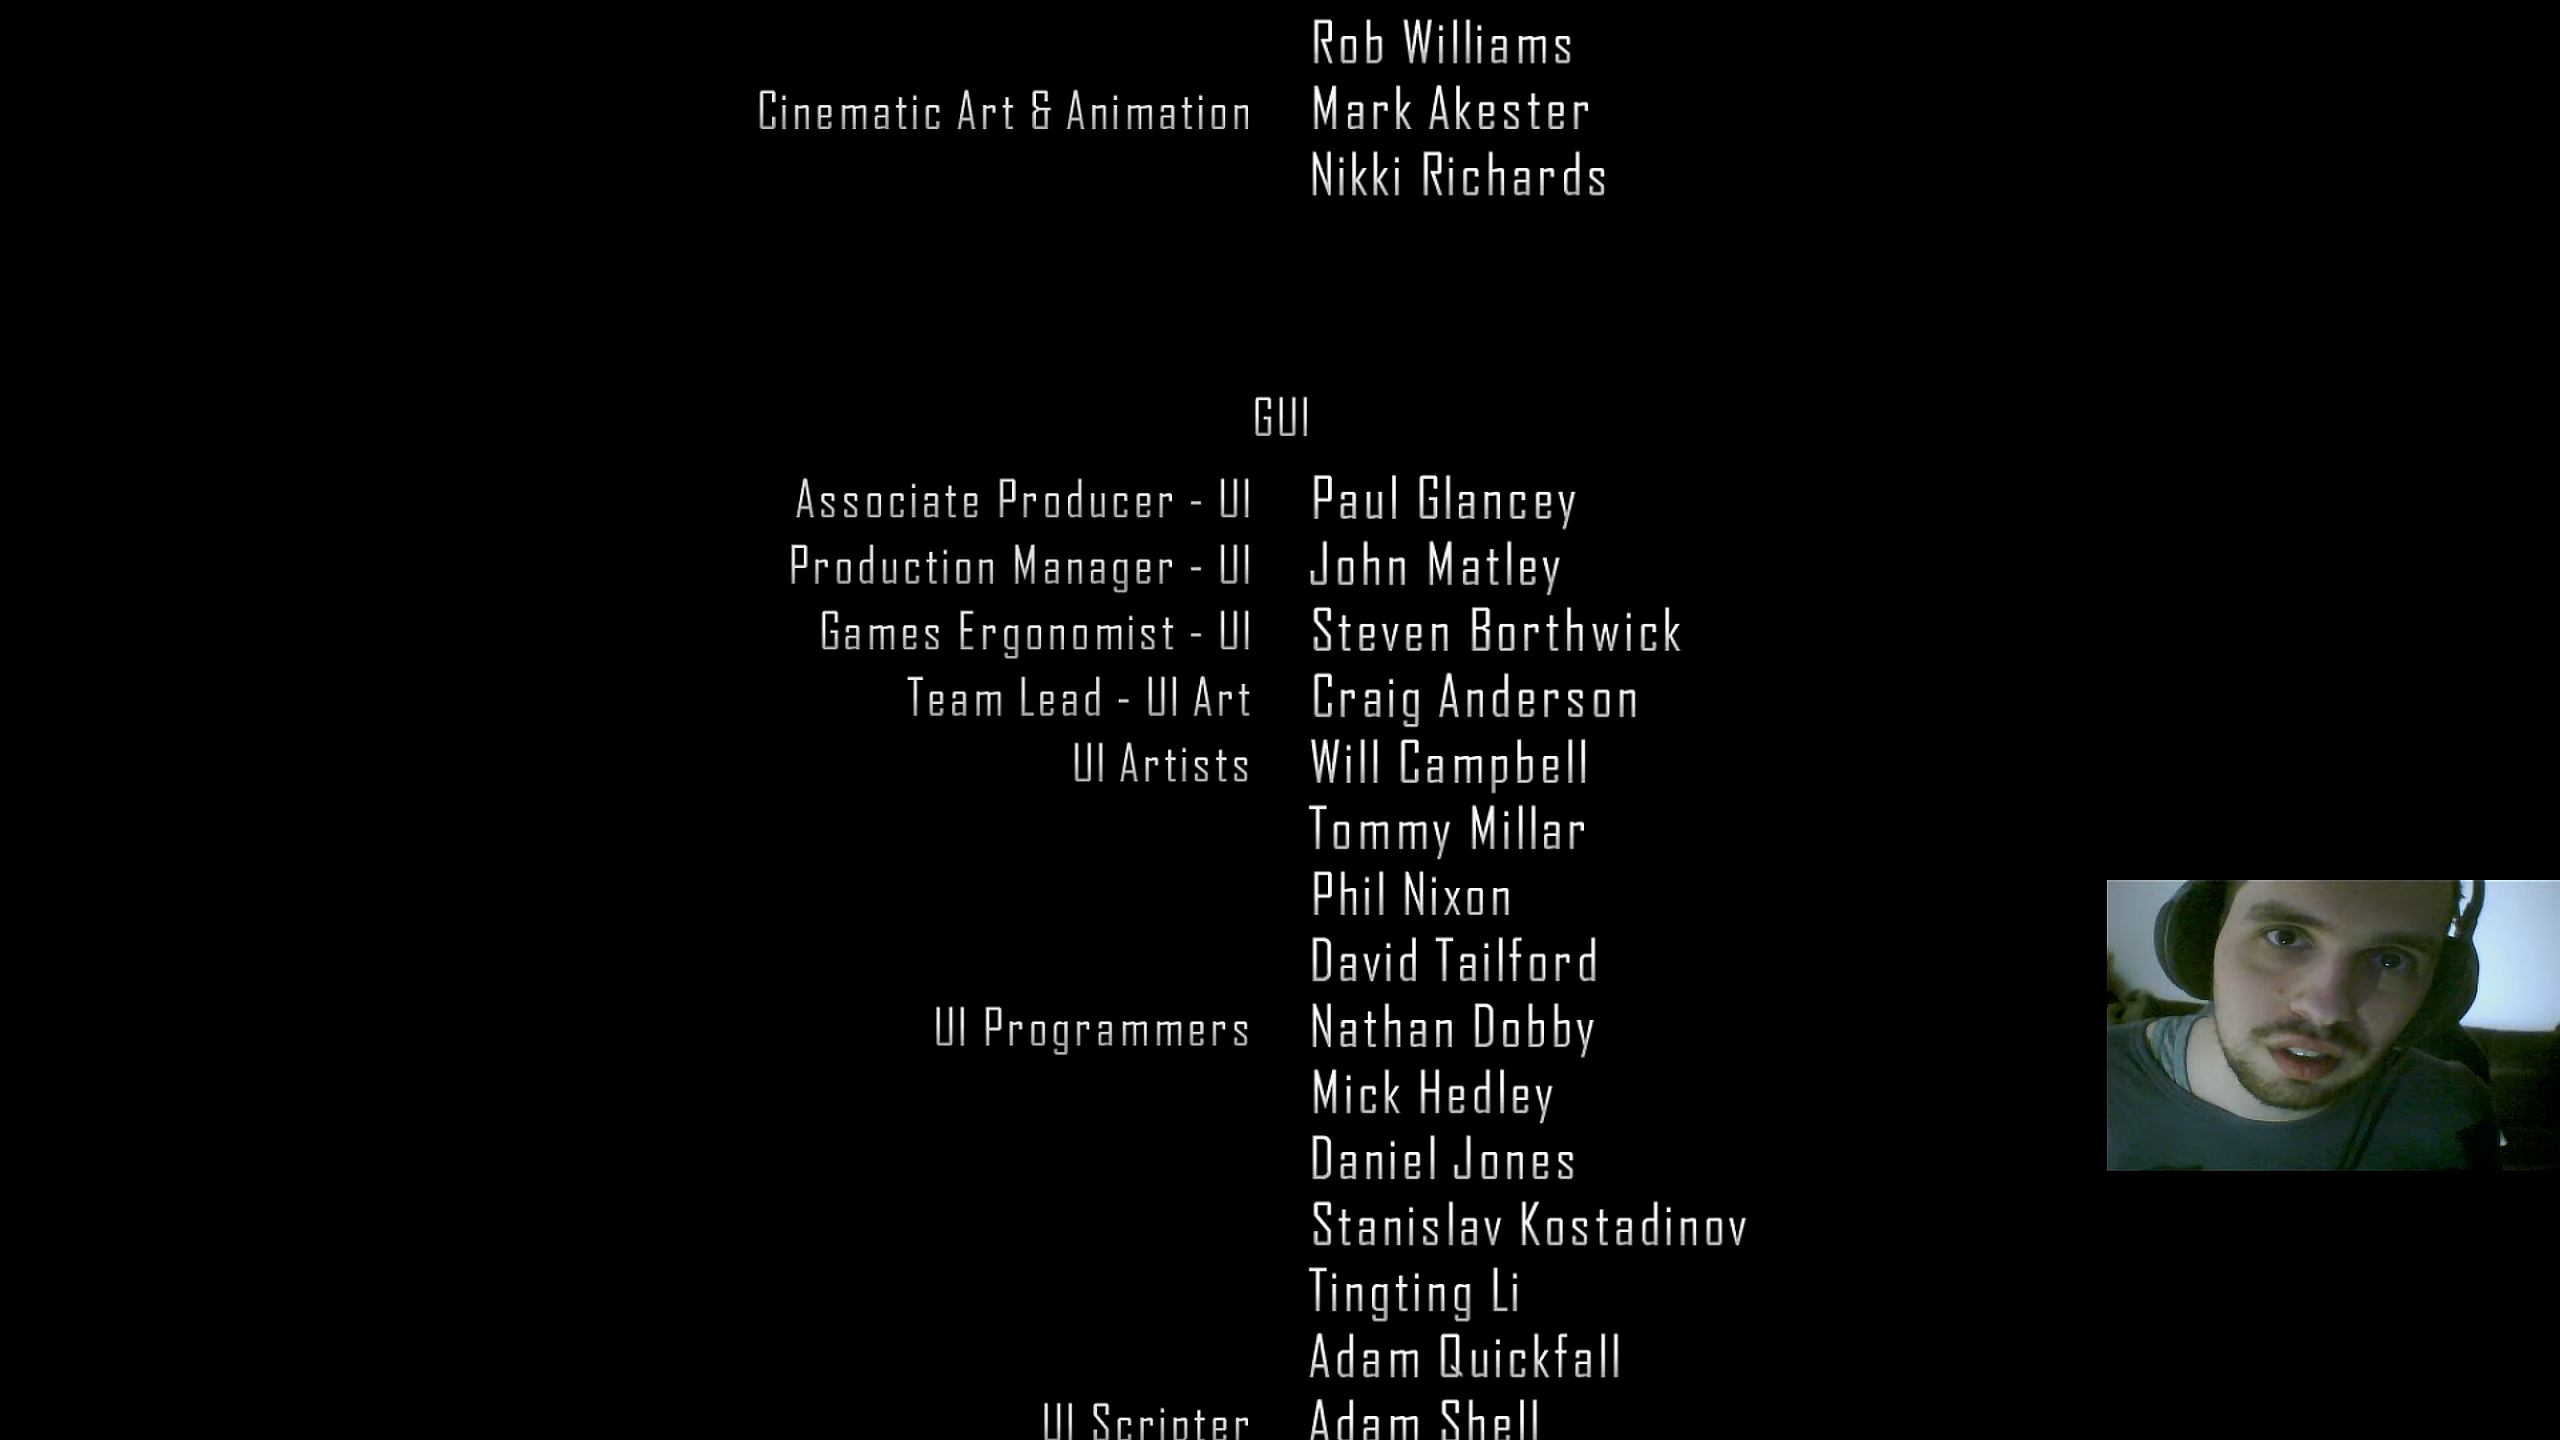 Rob Williams
Cinematic Art & Animation Mark Akester
Nikki Richards
GUI
Associate Producer - UI Paul Glancey
Production Manager - UI John Matley
Games Ergonomist - UI Steven Borthwick
Team Lead - UI Art Craig Anderson
UI Artists Will Campbell
Tommy Millar
Phil Nixon
David Tailford
UI Programmers Nathan Dobby
Mick Hedley
Daniel Jones
Stanislav Kostadinov
Tingting Li
Adam Quickfall
UI Scripter Adam Shell